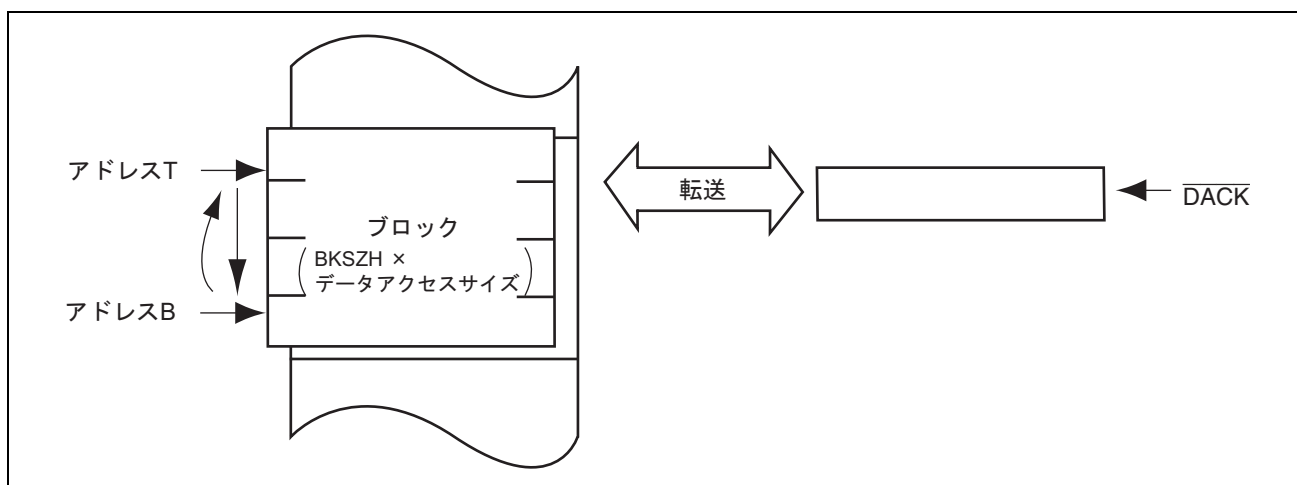 アドレスT
転送
DACK
ブロック
BKSZH ×
データアクセスサイズ
アドレスB